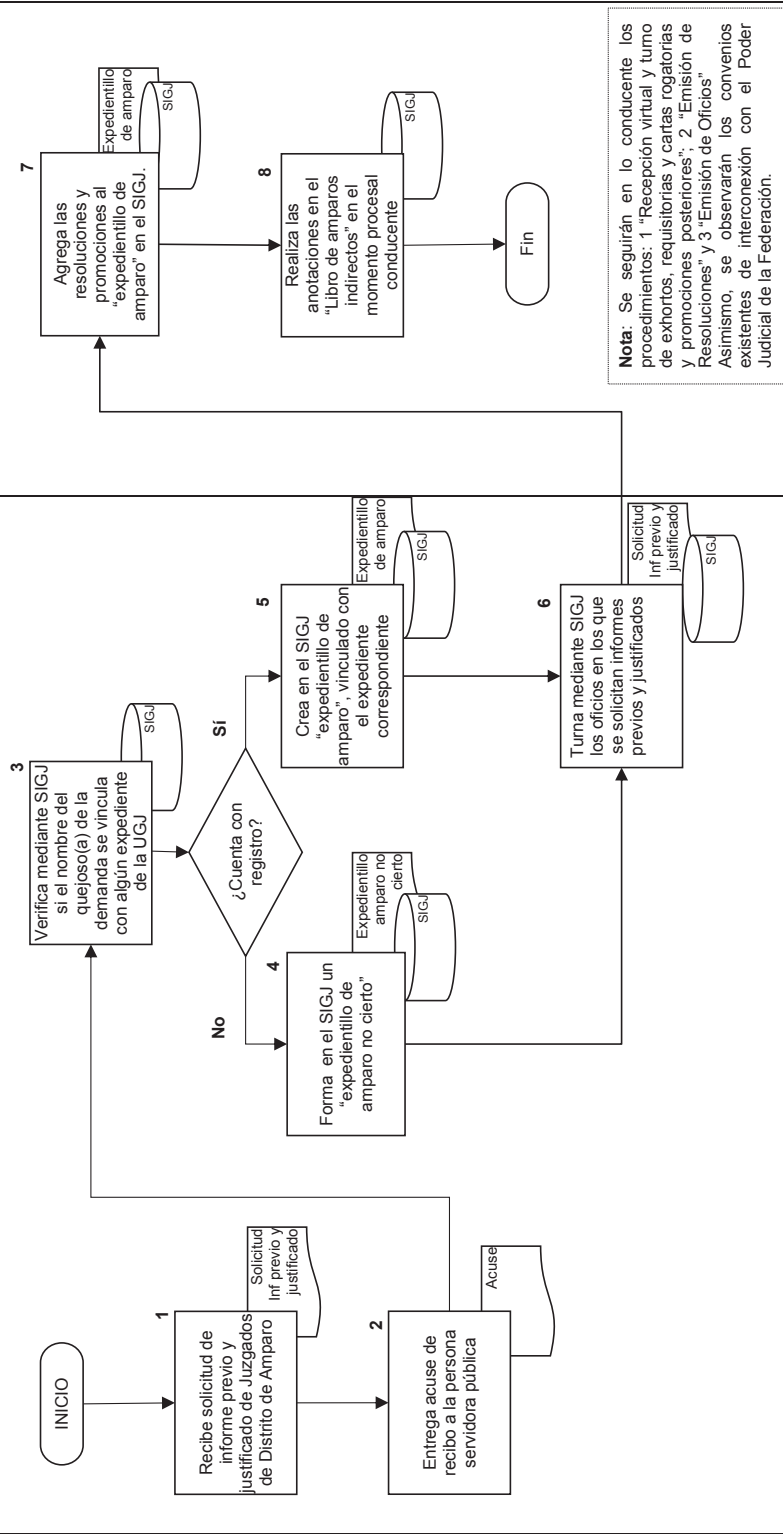 INICIO
1
Recibe solicitud de
informe previo y
justificado de Juzgados
de Distrito de Amparo
Solicitud
Inf previo y
justificado
2
Entrega acuse de
recibo a la persona
servidora pública
Acuse
3
Verifica mediante SIGJ
si el nombre del
quejoso(a) de la
demanda se vincula
con algún expediente
de la UGJ
SIGJ
¿Cuenta con
registro?
No
Sí
4
Forma en el SIGJ un
“expedientillo de
amparo no cierto”
Expedientillo
amparo no
cierto
SIGJ
5
Crea en el SIGJ
“expedientillo de
amparo”, vinculado con
el expediente
correspondiente
Expedientillo
de amparo
SIGJ
6
Turna mediante SIGJ
los oficios en los que
se solicitan informes
previos y justificados
Solicitud
Inf previo y
justificado
SIGJ
7
Agrega las
resoluciones y
promociones al
“expedientillo de
amparo” en el SIGJ.
Expedientillo
de amparo
SIGJ
8
Realiza las
anotaciones en el
“Libro de amparos
indirectos” en el
momento procesal
conducente
SIGJ
Fin
Nota: Se seguirán en lo conducente los
procedimientos: 1 “Recepción virtual y turno
de exhortos, requisitorias y cartas rogatorias
y promociones posteriores”; 2 “Emisión de
Resoluciones” y 3 “Emisión de Oficios”
Asimismo, se observarán los convenios
existentes de interconexión con el Poder
Judicial de la Federación.